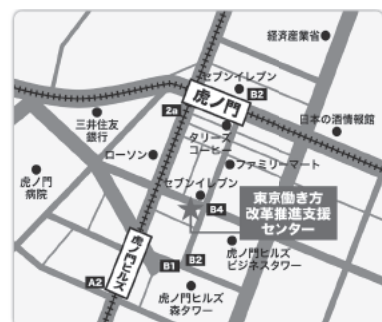 経済産業省
セブンイレブン
B2
虎ノ門
2a
三井住友
銀行
日本の酒情報館
タリーズ
コーヒー
ローソン
ファミリーマート
虎ノ門
病院
セブンイレブン
B4
東京働き方
改革推進支援
センター
虎ノ門ヒルズ
虎ノ門ヒルズ
ビジネスタワー
B1
B2
A2
虎ノ門ヒルズ
森タワー